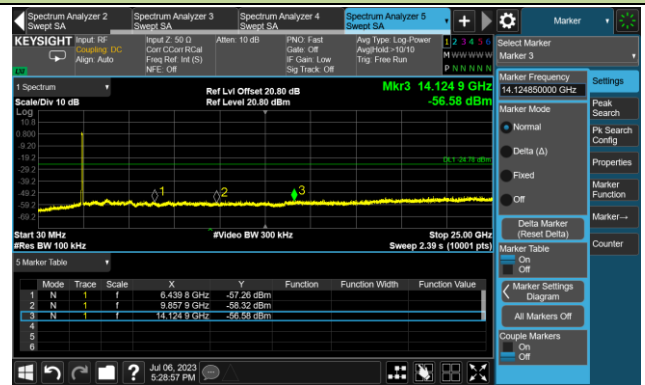 Spectrum Analyzer 2
Swept SA
Spectrum Analyzer 3
Swept SA
Spectrum Analyzer 4
Swept SA
Spectrum Analyzer 5
Swept SA
Marker
KEYSIGHT
Input: RF
Coupling: DC
Align: Auto
Input Z: 50 Ω
Corr CCorr RCal
Freq Ref: Int (S)
NFE: Off
Atten: 10 dB
PNO: Fast
Gate: Off
IF Gain: Low
Sig Track: Off
Avg Type: Log-Power
Avg|Hold:>10/10
Trig: Free Run
1 2 3 4 5 6
M W W W W W
P N N N N N
LW
Select Marker
Marker 3
1 Spectrum
Scale/Div 10 dB
Ref Lvl Offset 20.80 dB
Ref Level 20.80 dBm
Mkr3 14.124 9 GHz
-56.58 dBm
Log
10.8
0.800
-9.20
-19.2
-29.2
-39.2
-49.2
-59.2
-69.2
DL1 -24.78 dBm
1
2
3
Start 30 MHz
#Res BW 100 kHz
#Video BW 300 kHz
Stop 25.00 GHz
Sweep 2.39 s (10001 pts)
5 Marker Table
Mode Trace Scale X Y Function Function Width Function Value
1 N 1 f 6.439 8 GHz -57.26 dBm
2 N 1 f 9.857 9 GHz -58.32 dBm
3 N 1 f 14.124 9 GHz -56.58 dBm
4
5
6
Marker Frequency
14.124850000 GHz
Marker Mode
Normal
Delta (Δ)
Fixed
Off
Delta Marker
(Reset Delta)
Marker Table
On
Off
Marker Settings
Diagram
All Markers Off
Couple Markers
On
Off
Settings
Peak
Search
Pk Search
Config
Properties
Marker
Function
Marker→
Counter
?
Jul 06, 2023
5:28:57 PM